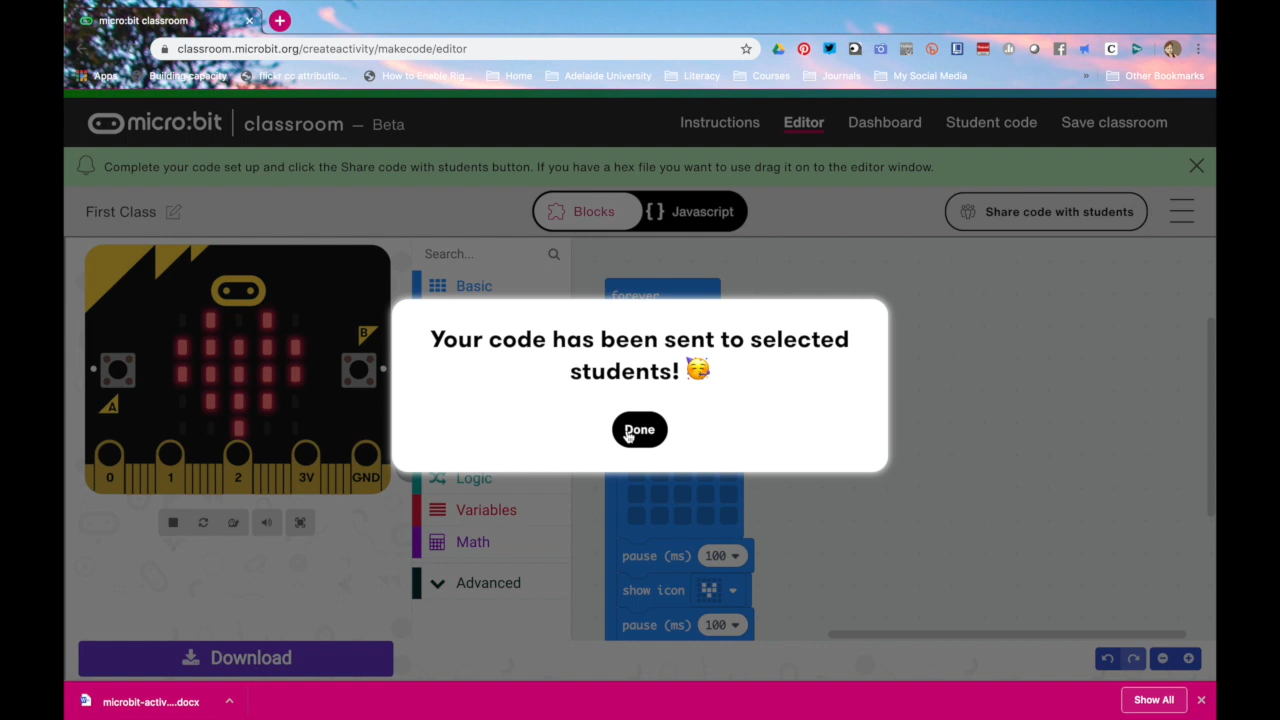 micro:bit classroom
classroom.microbit.org/createactivity/makecode/editor
Apps Building capacity flickr cc attributio... How to Enable Rig... Home Adelaide University Literacy Courses Journals My Social Media » Other Bookmarks
micro:bit classroom — Beta Instructions Editor Dashboard Student code Save classroom
Complete your code set up and click the Share code with students button. If you have a hex file you want to use drag it on to the editor window.
First Class Blocks {} Javascript Share code with students
Search...
Basic
forever
B
A
0 1 2 3V GND
Your code has been sent to selected
students! 🥳
Done
Logic
Variables
Math
Advanced
pause (ms) 100
show icon
pause (ms) 100
Download
microbit-activ....docx Show All